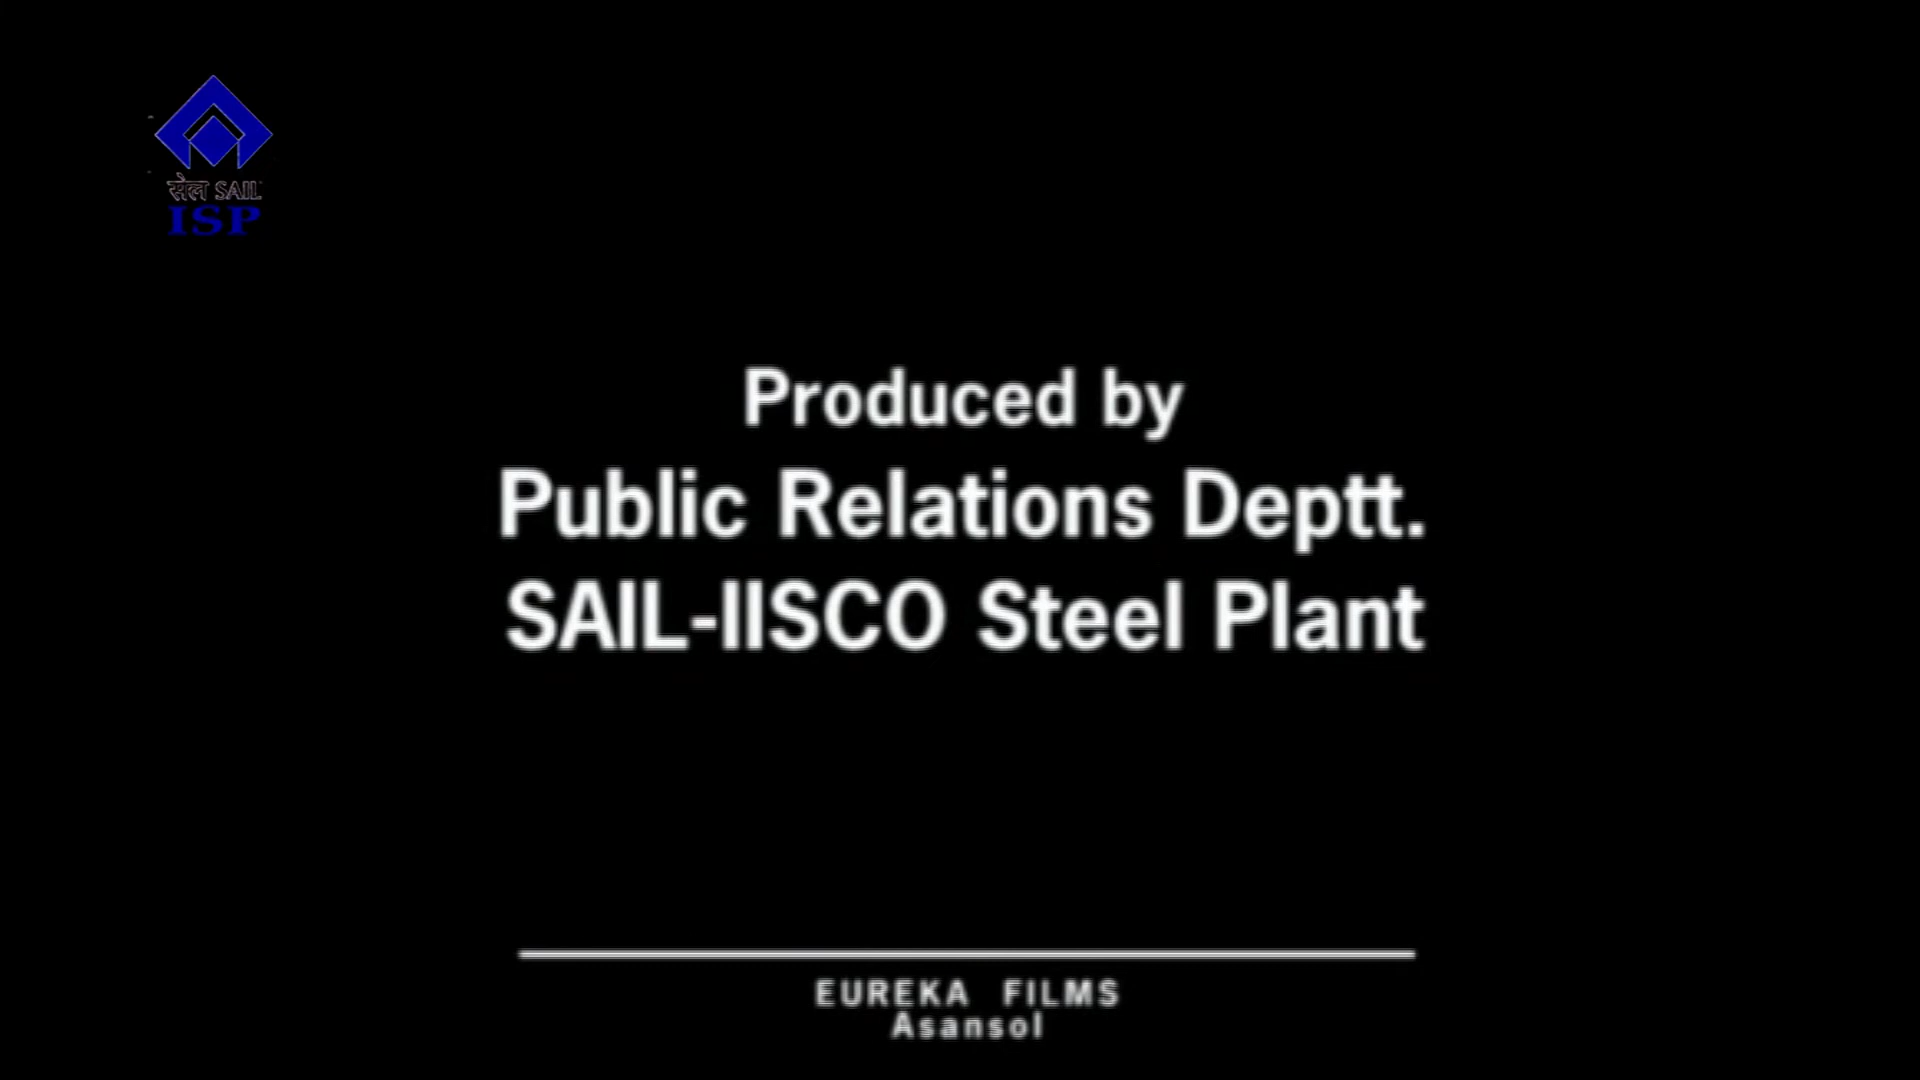 सेल SAIL
ISP
Produced by
Public Relations Deptt.
SAIL-IISCO Steel Plant
EUREKA FILMS
Asansol